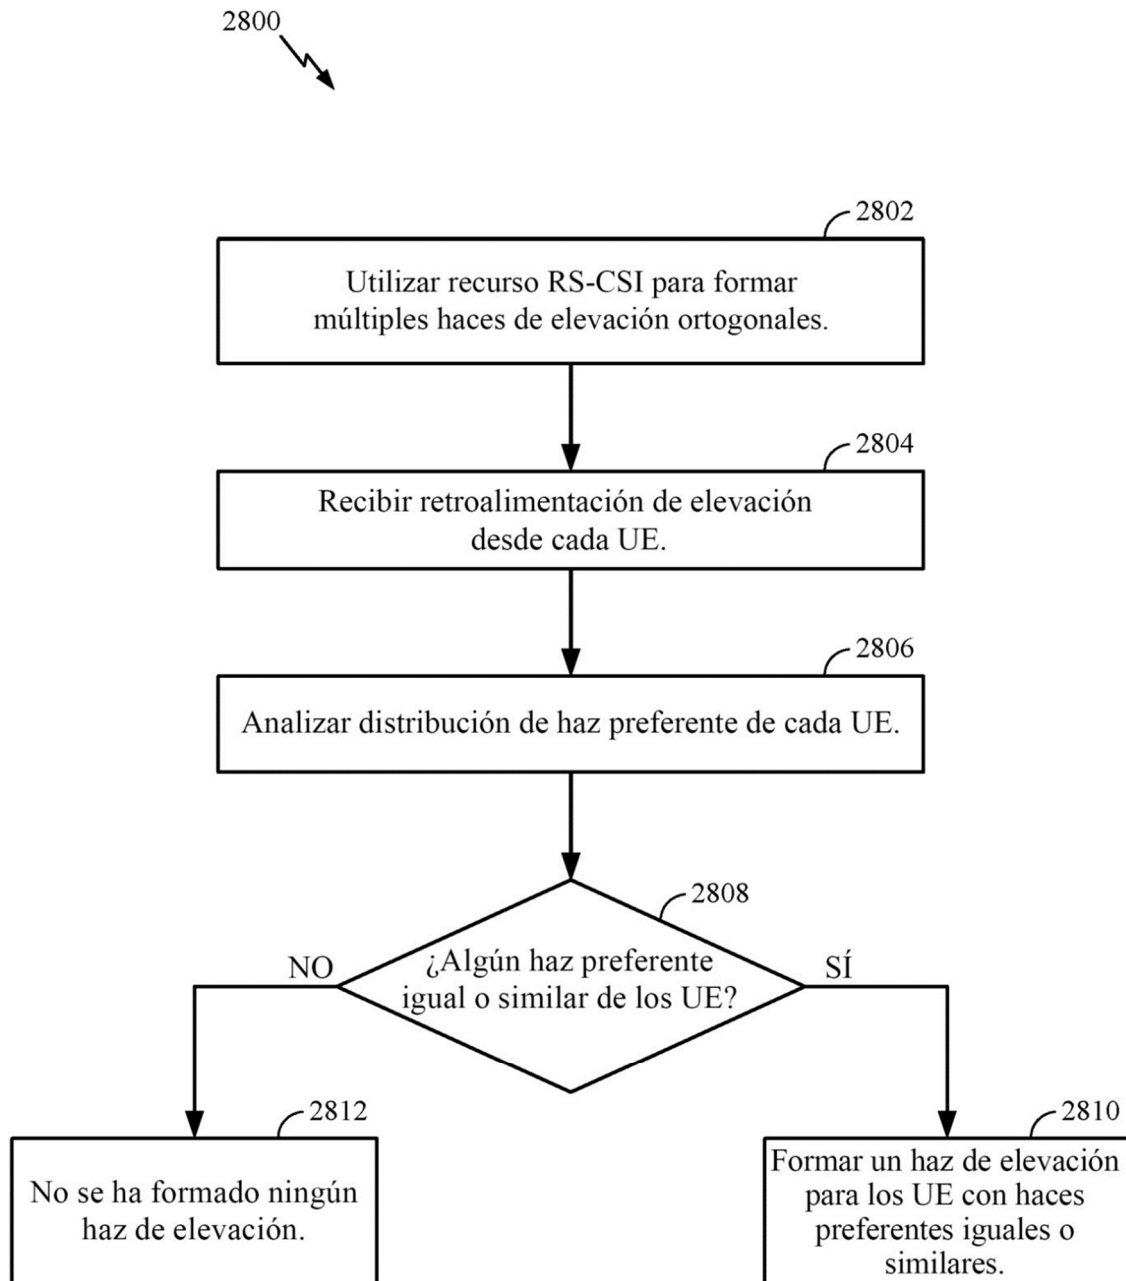 2800
2802
Utilizar recurso RS-CSI para formar
múltiples haces de elevación ortogonales.
2804
Recibir retroalimentación de elevación
desde cada UE.
2806
Analizar distribución de haz preferente de cada UE.
2808
¿Algún haz preferente
igual o similar de los UE?
NO
SÍ
2812
No se ha formado ningún
haz de elevación.
2810
Formar un haz de elevación
para los UE con haces
preferentes iguales o
similares.